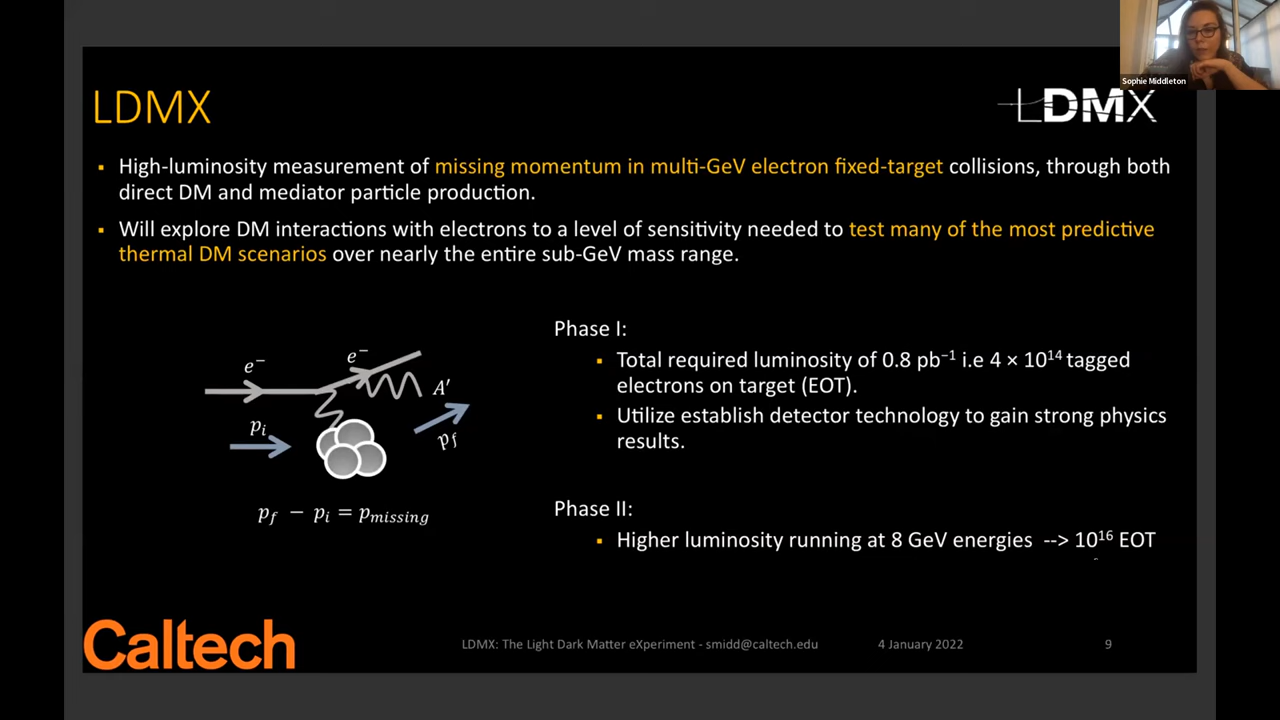 Sophie Middleton
LDMX
LDMX
▪ High-luminosity measurement of missing momentum in multi-GeV electron fixed-target collisions, through both
direct DM and mediator particle production.
▪ Will explore DM interactions with electrons to a level of sensitivity needed to test many of the most predictive
thermal DM scenarios over nearly the entire sub-GeV mass range.
Phase I:
▪ Total required luminosity of 0.8 pb⁻¹ i.e 4 × 10¹⁴ tagged
electrons on target (EOT).
▪ Utilize establish detector technology to gain strong physics
results.
Phase II:
▪ Higher luminosity running at 8 GeV energies --> 10¹⁶ EOT
e⁻
e⁻
A′
p_i
p_f
p_f − p_i = p_missing
Caltech
LDMX: The Light Dark Matter eXperiment - smidd@caltech.edu
4 January 2022
9